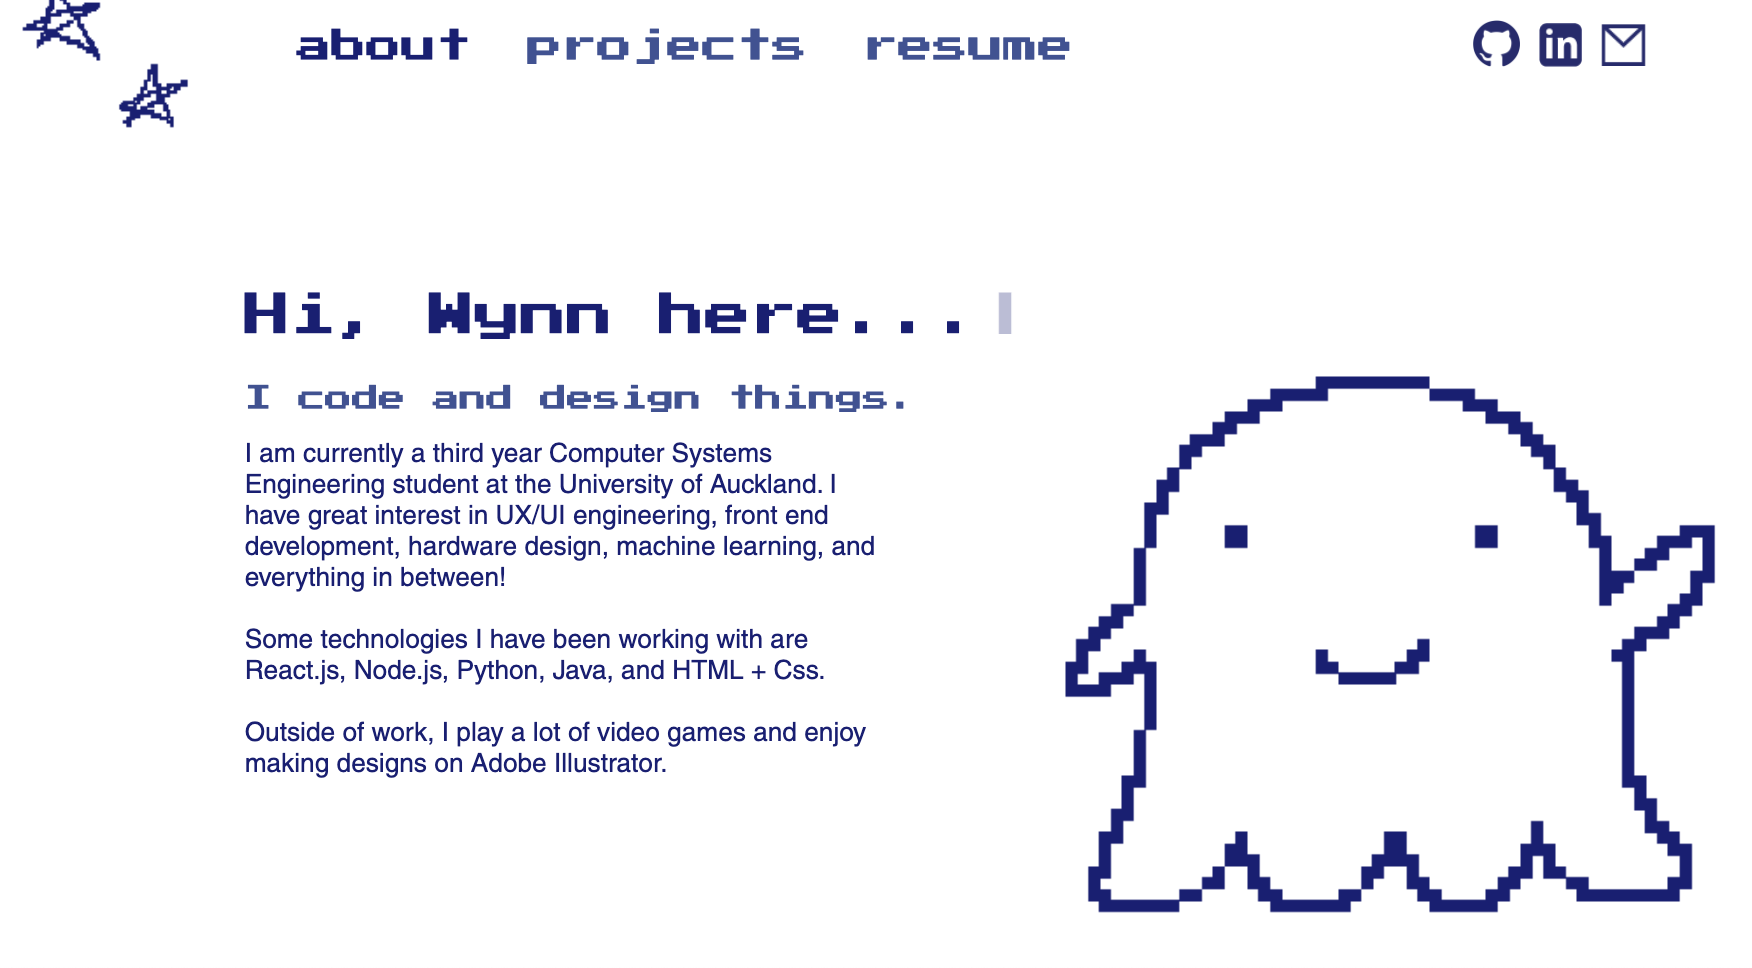 about projects resume
in
Hi, Wynn here...
I code and design things.
I am currently a third year Computer Systems
Engineering student at the University of Auckland. I
have great interest in UX/UI engineering, front end
development, hardware design, machine learning, and
everything in between!
Some technologies I have been working with are
React.js, Node.js, Python, Java, and HTML + Css.
Outside of work, I play a lot of video games and enjoy
making designs on Adobe Illustrator.